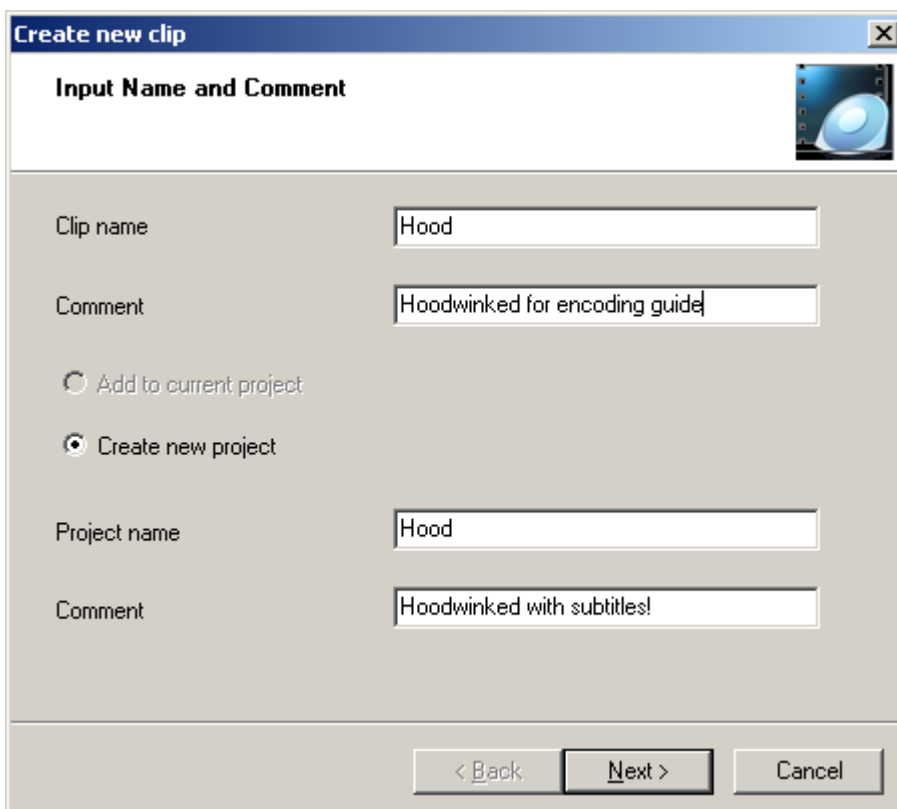 Create new clip
Input Name and Comment
Clip name Hood
Comment Hoodwinked for encoding guide
Add to current project
Create new project
Project name Hood
Comment Hoodwinked with subtitles!
< Back Next > Cancel